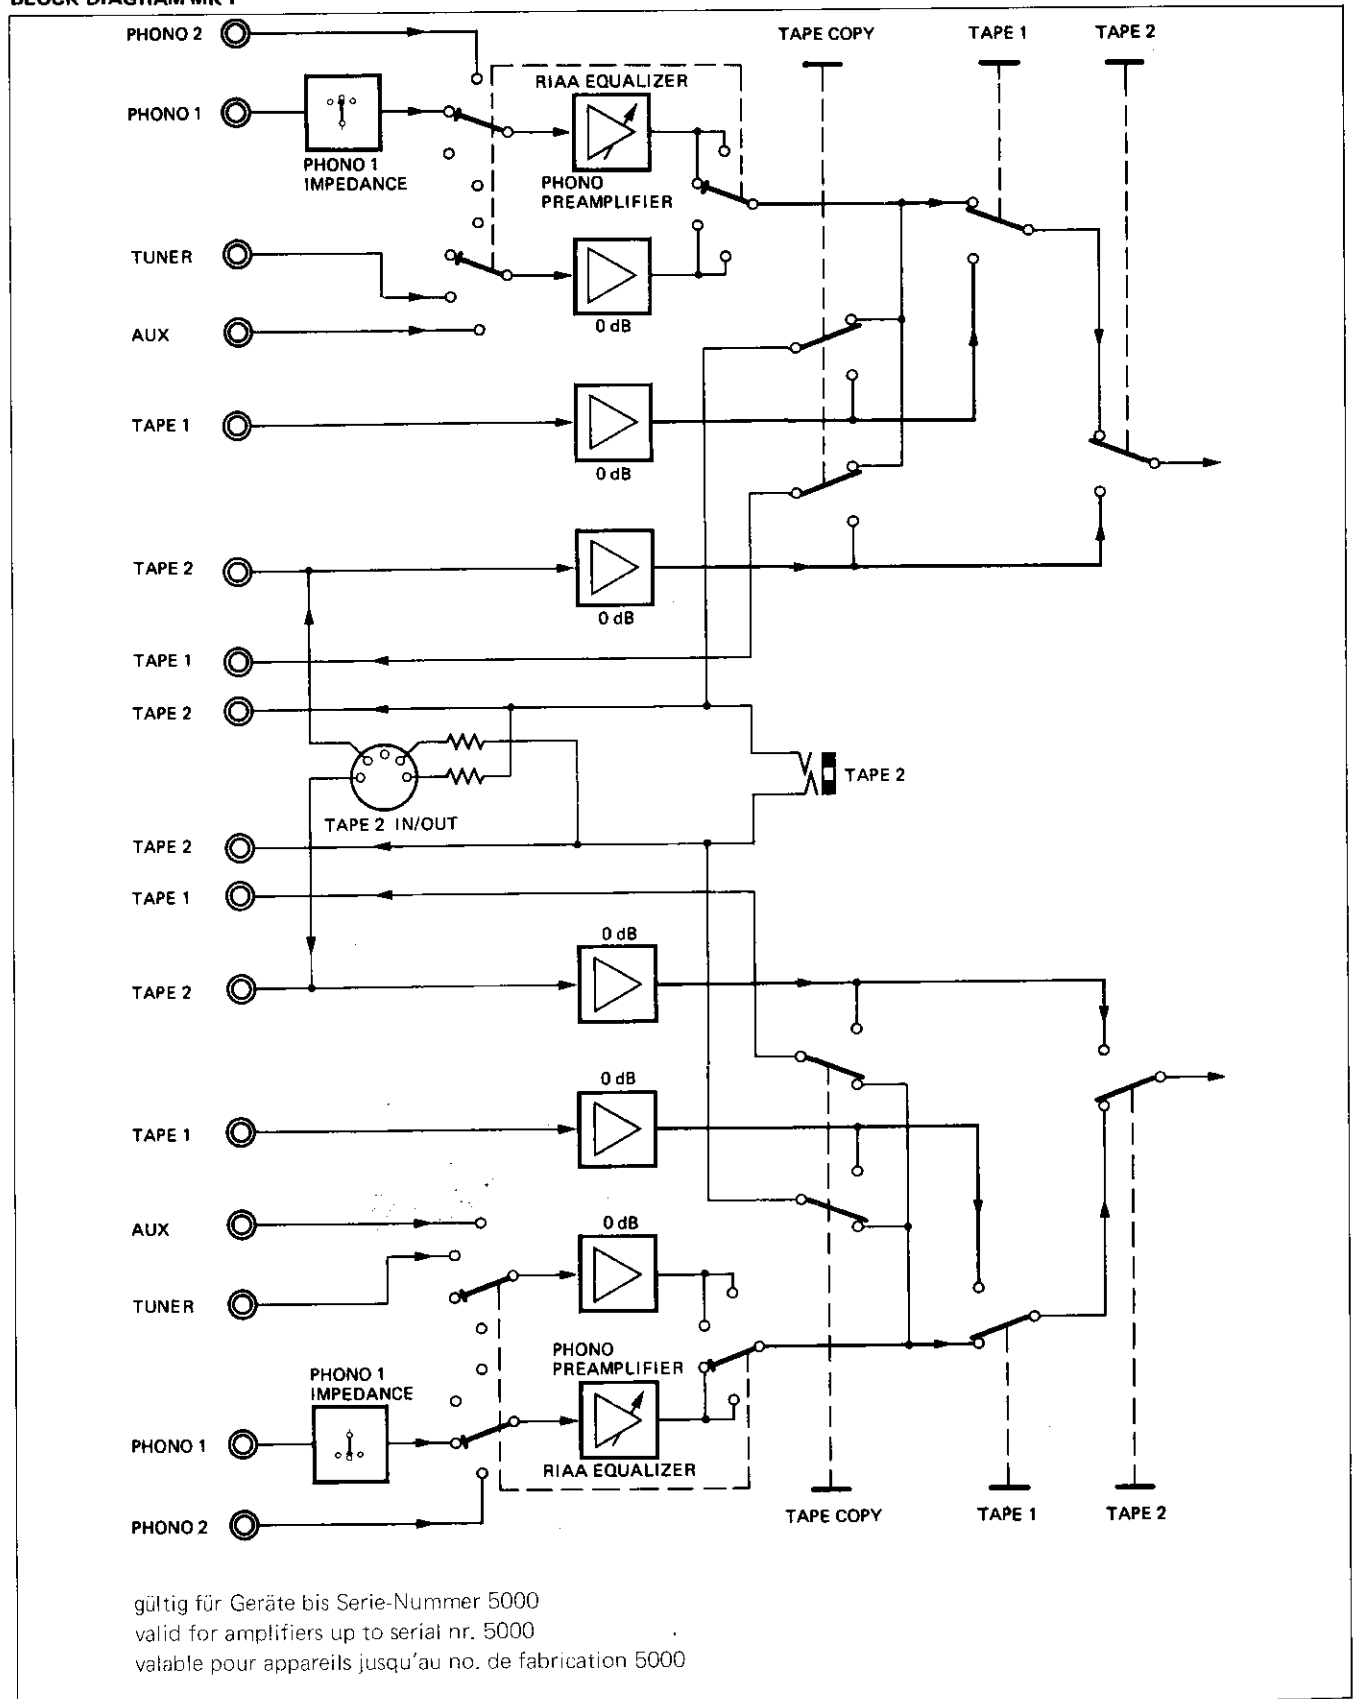 BLOCK DIAGRAM MK I
PHONO 2
TAPE COPY
TAPE 1
TAPE 2
RIAA EQUALIZER
PHONO 1
PHONO 1
IMPEDANCE
PHONO
PREAMPLIFIER
TUNER
0 dB
AUX
TAPE 1
0 dB
TAPE 2
0 dB
TAPE 1
TAPE 2
TAPE 2
TAPE 2 IN/OUT
TAPE 2
TAPE 1
0 dB
TAPE 2
0 dB
TAPE 1
AUX
0 dB
TUNER
PHONO
PREAMPLIFIER
PHONO 1
IMPEDANCE
PHONO 1
RIAA EQUALIZER
TAPE COPY
TAPE 1
TAPE 2
PHONO 2
gültig für Geräte bis Serie-Nummer 5000
valid for amplifiers up to serial nr. 5000
valable pour appareils jusqu'au no. de fabrication 5000